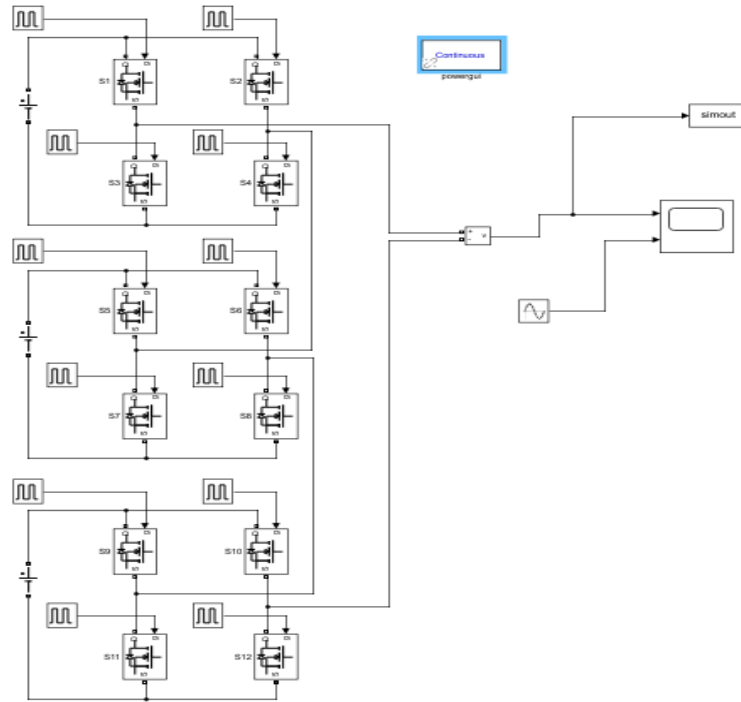 Continuous
powergui
S1
S2
simout
S3
S4
+
-
v
S5
S6
S7
S8
S9
S10
S11
S12